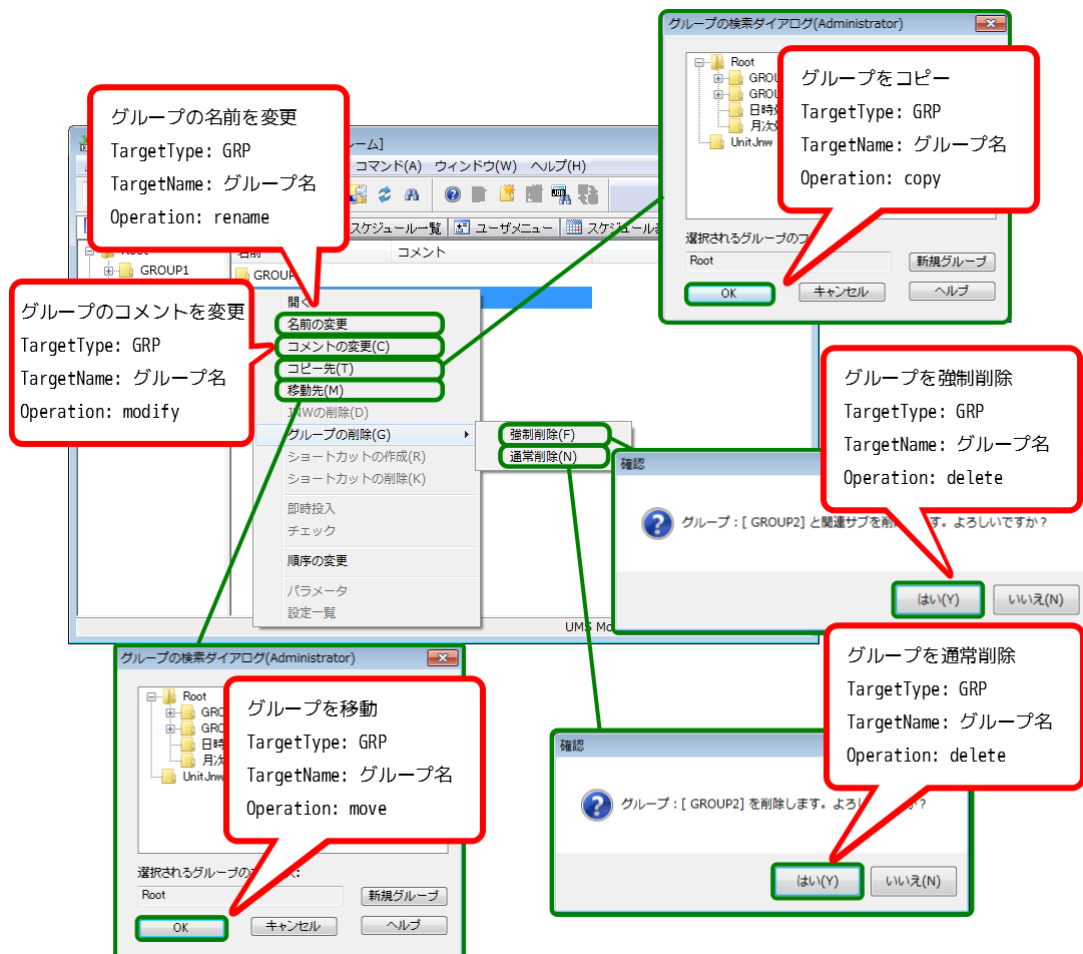 グループの検索ダイアログ(Administrator)
Root
UnitJnw
グループをコピー
TargetType: GRP
TargetName: グループ名
Operation: copy
Root
新規グループ
OK
キャンセル
ヘルプ
グループの名前を変更
TargetType: GRP
TargetName: グループ名
Operation: rename
コマンド(A) ウィンドウ(W) ヘルプ(H)
スケジュール一覧 ユーザメニュー
コメント
GROUP1
グループのコメントを変更
TargetType: GRP
TargetName: グループ名
Operation: modify
開く
名前の変更
コメントの変更(C)
コピー先(T)
移動先(M)
JNWの削除(D)
グループの削除(G)
ショートカットの作成(R)
ショートカットの削除(K)
即時投入
チェック
順序の変更
パラメータ
設定一覧
強制削除(F)
通常削除(N)
グループを強制削除
TargetType: GRP
TargetName: グループ名
Operation: delete
確認
グループ : [ GROUP2] と関連サブを削 す。よろしいですか?
はい(Y)
いいえ(N)
UMS
グループの検索ダイアログ(Administrator)
Root
グループを移動
TargetType: GRP
TargetName: グループ名
Operation: move
Root
新規グループ
OK
キャンセル
ヘルプ
グループを通常削除
TargetType: GRP
TargetName: グループ名
Operation: delete
確認
グループ : [ GROUP2] を削除します。よろ か?
はい(Y)
いいえ(N)